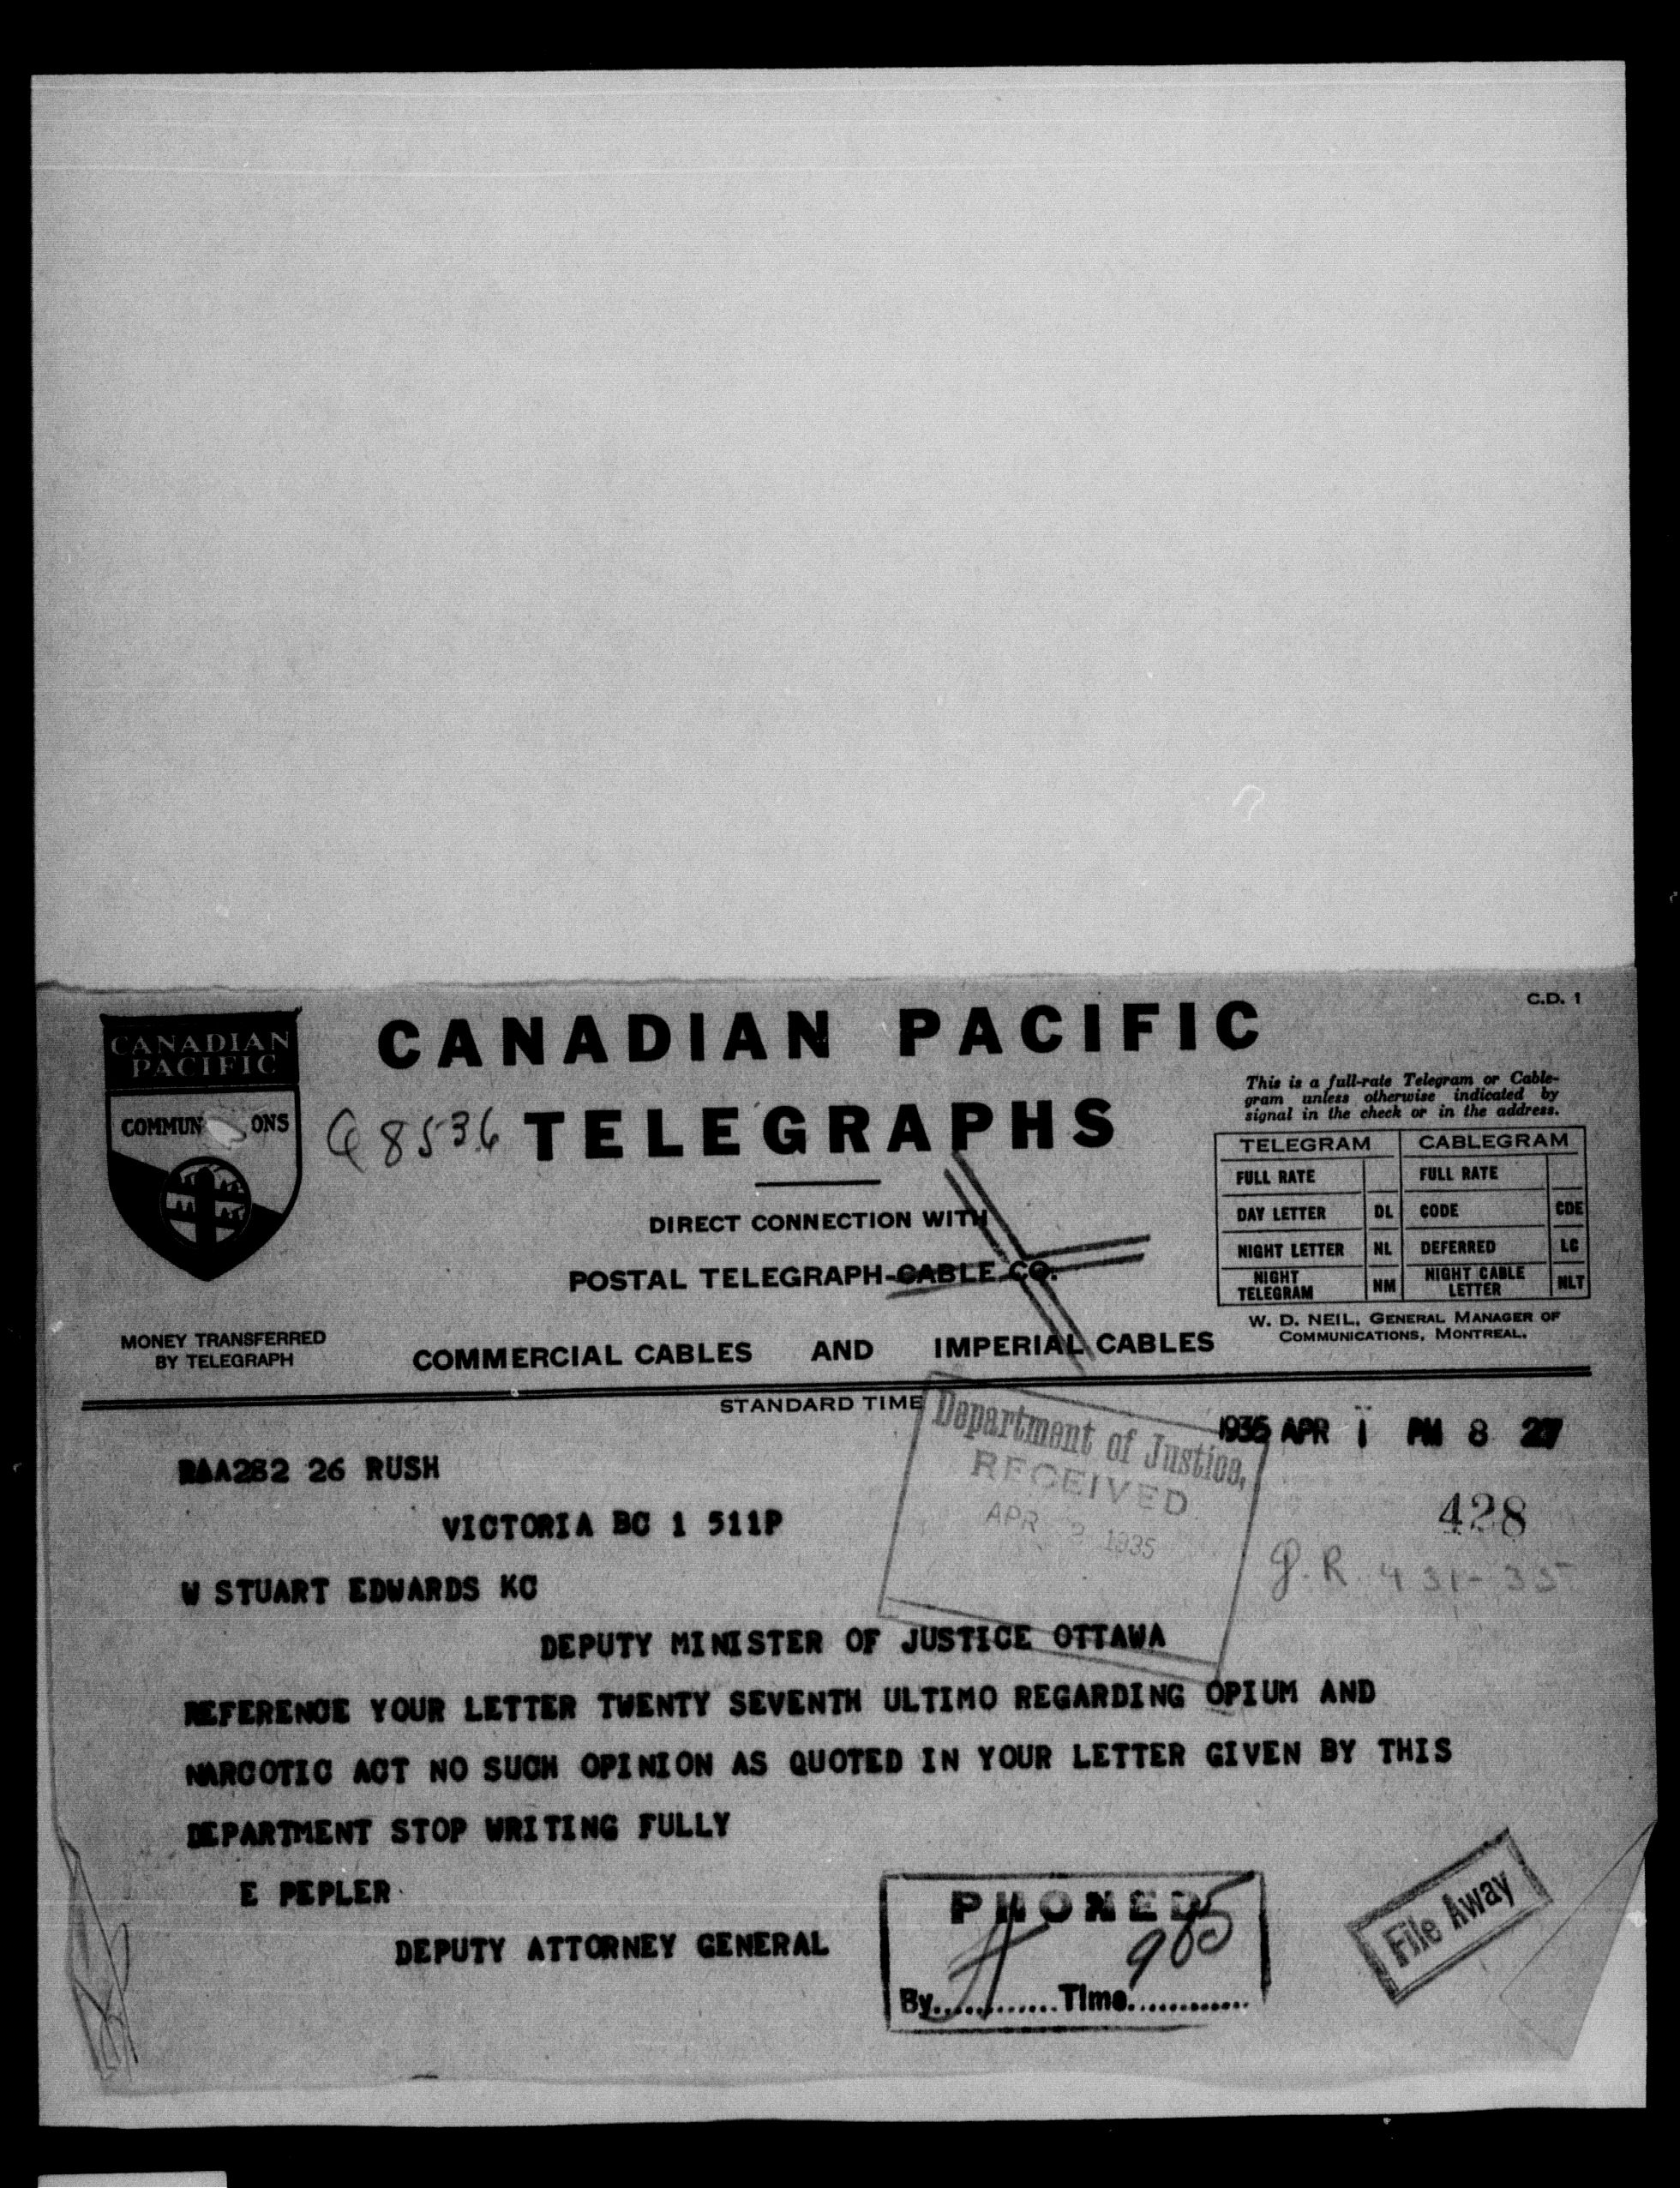 C.D. 1
CANADIAN PACIFIC
TELEGRAPHS
CANADIAN
PACIFIC
COMMUN ONS
Q 8536
This is a full-rate Telegram or Cable-
gram unless otherwise indicated by
signal in the check or in the address.
TELEGRAM CABLEGRAM
FULL RATE FULL RATE
DAY LETTER DL CODE CDE
NIGHT LETTER NL DEFERRED LC
NIGHT TELEGRAM NM NIGHT CABLE LETTER NLT
W. D. NEIL, GENERAL MANAGER OF
COMMUNICATIONS, MONTREAL.
DIRECT CONNECTION WITH
POSTAL TELEGRAPH-CABLE CO.
MONEY TRANSFERRED
BY TELEGRAPH
COMMERCIAL CABLES AND IMPERIAL CABLES
STANDARD TIME
Department of Justice,
RECEIVED
APR 2 1935
1935 APR 1 PM 8 27
RAA282 26 RUSH
428
VICTORIA BC 1 511P
J.R. 431-35
W STUART EDWARDS KC
DEPUTY MINISTER OF JUSTICE OTTAWA
REFERENCE YOUR LETTER TWENTY SEVENTH ULTIMO REGARDING OPIUM AND
NARCOTIC ACT NO SUCH OPINION AS QUOTED IN YOUR LETTER GIVEN BY THIS
DEPARTMENT STOP WRITING FULLY
E PEPLER
DEPUTY ATTORNEY GENERAL
PHONED
By............Time............
File Away